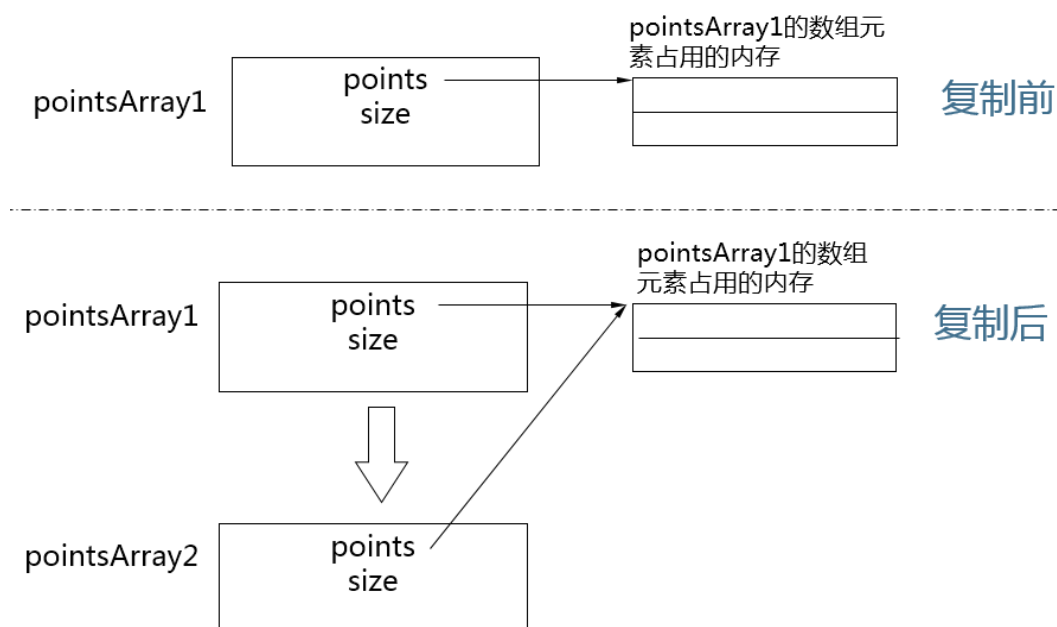 pointsArray1的数组元
素占用的内存
points
size
pointsArray1
复制前
pointsArray1的数组
元素占用的内存
points
size
pointsArray1
复制后
points
size
pointsArray2